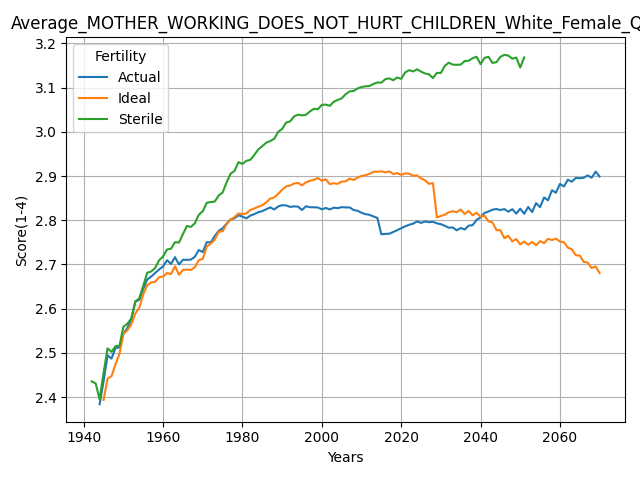 Average_MOTHER_WORKING_DOES_NOT_HURT_CHILDREN_White_Female_Q
Fertility
Actual
Ideal
Sterile
Score(1-4)
3.2
3.1
3.0
2.9
2.8
2.7
2.6
2.5
2.4
1940 1960 1980 2000 2020 2040 2060
Years